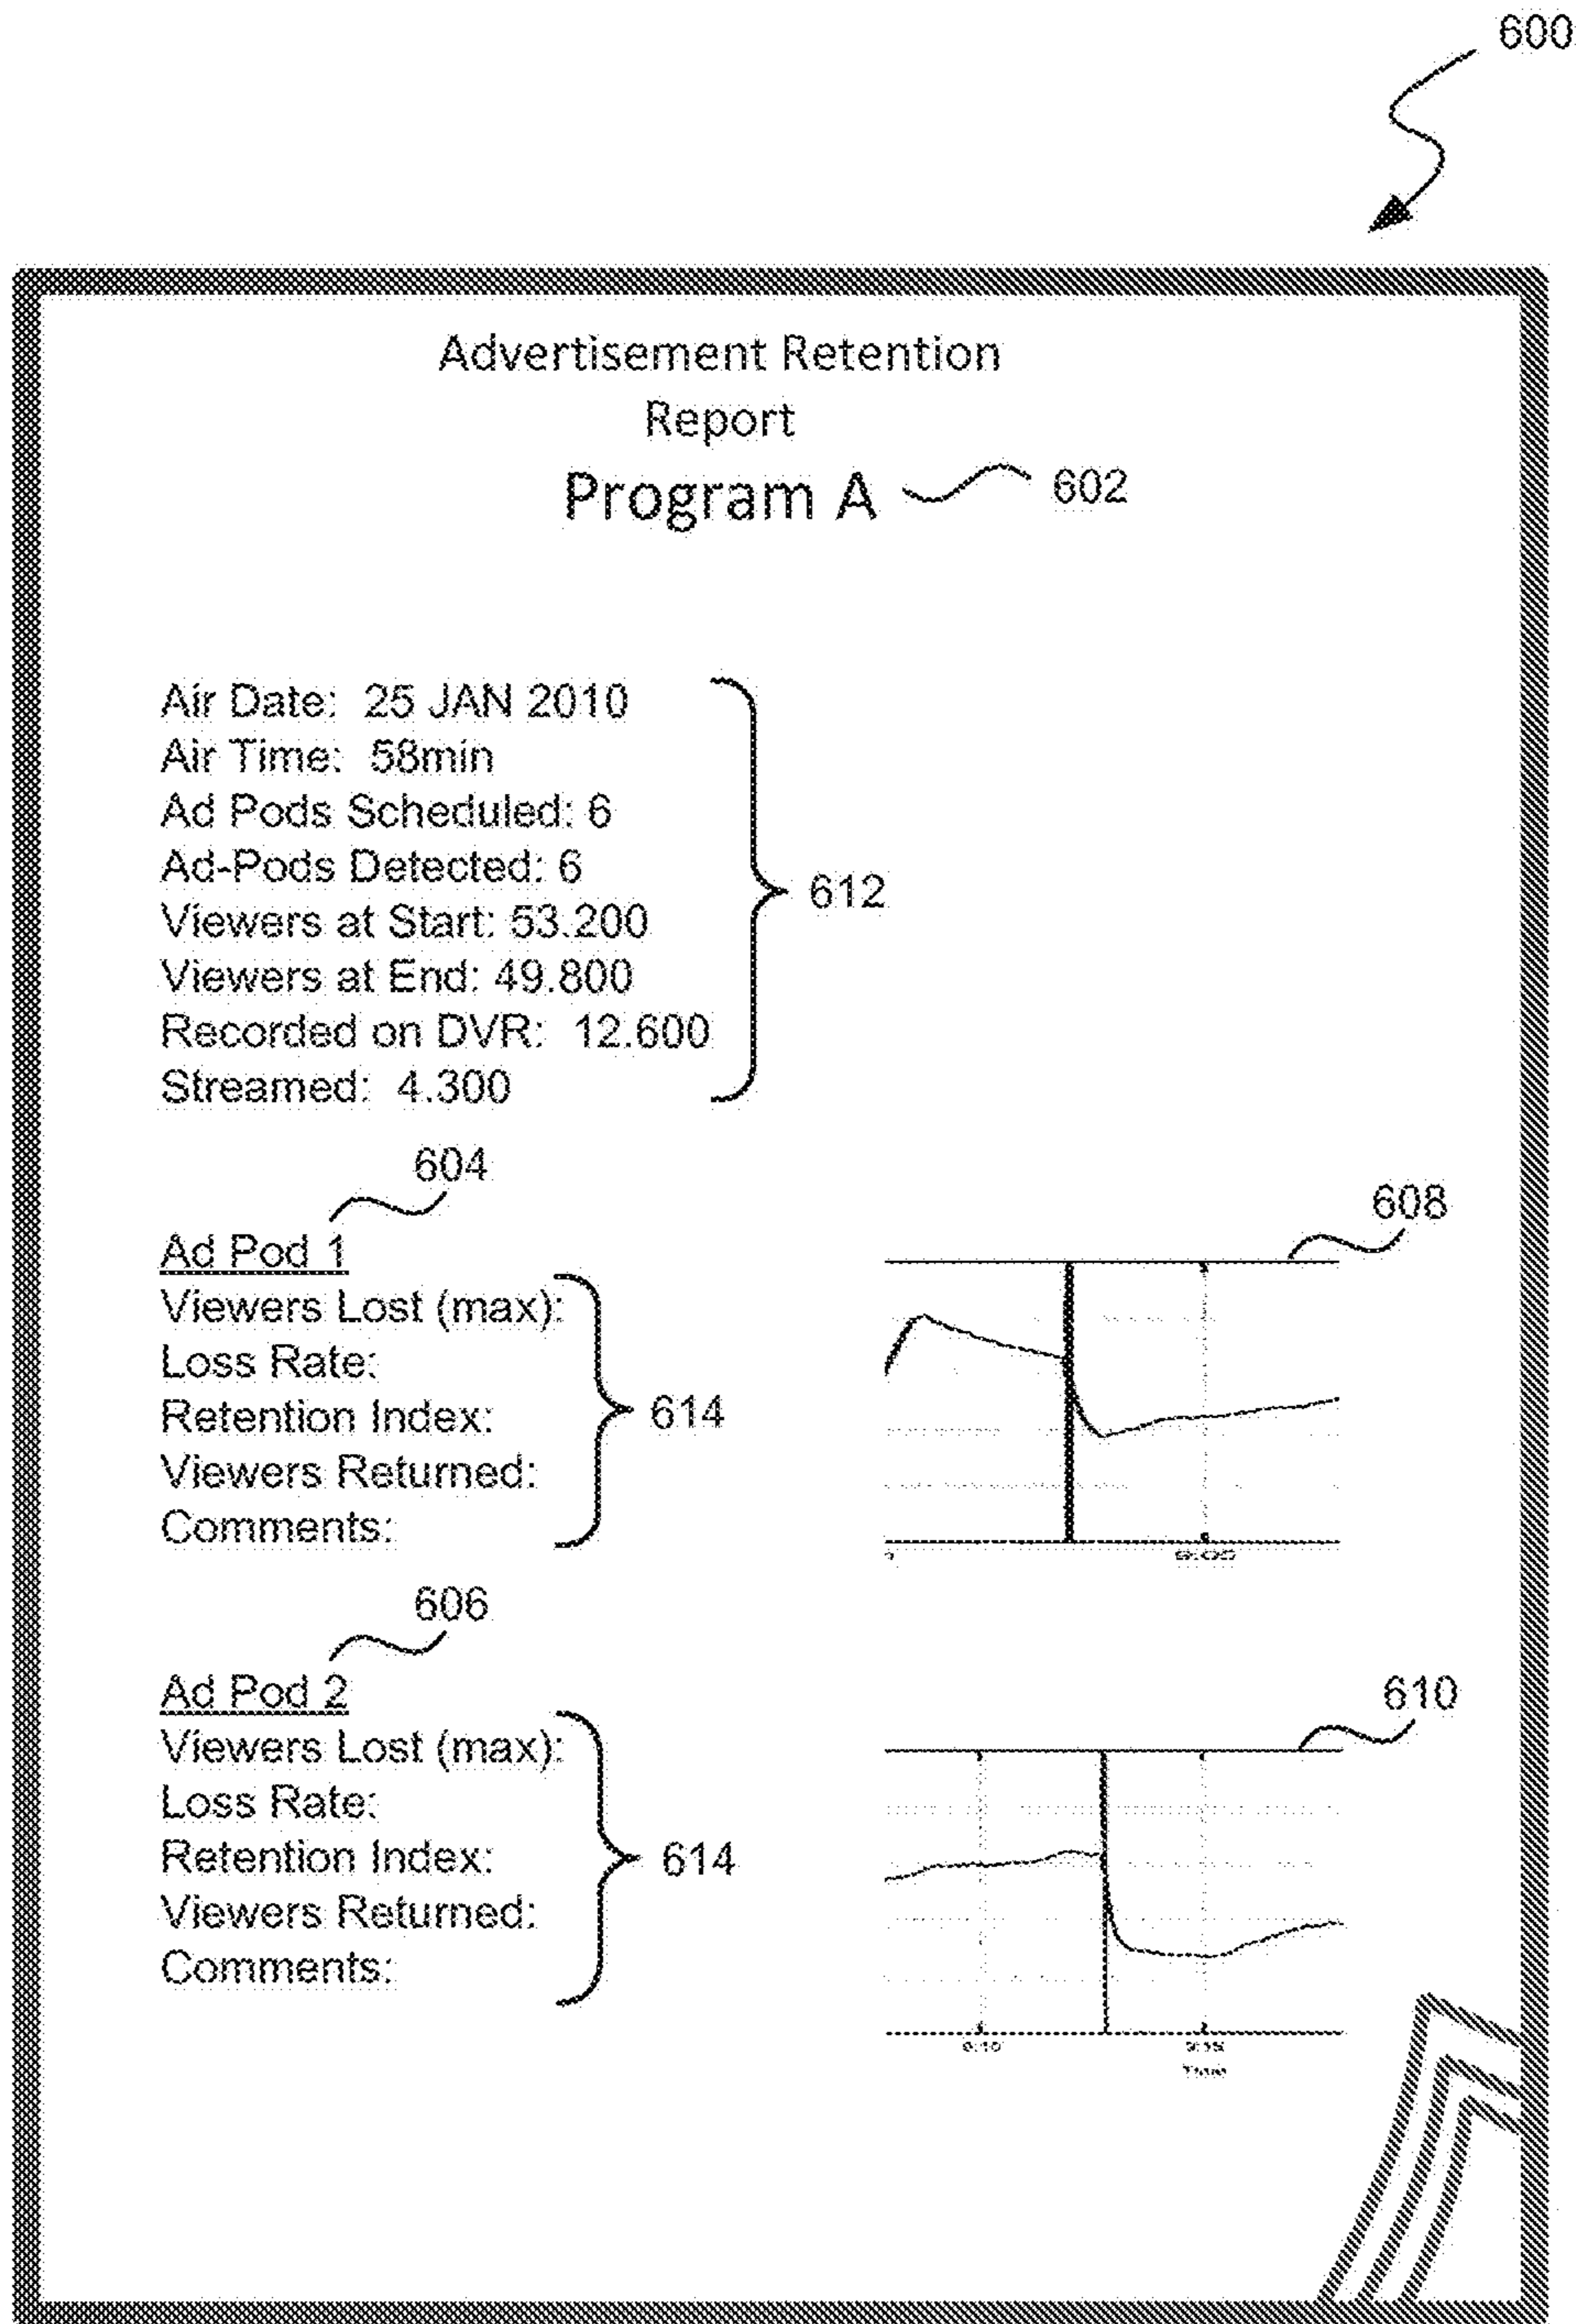 600
Advertisement Retention
Report
Program A
602
Air Date: 25 JAN 2010
Air Time: 58min
Ad Pods Scheduled: 6
Ad-Pods Detected: 6
Viewers at Start: 53.200
Viewers at End: 49.800
Recorded on DVR: 12.600
Streamed: 4.300
612
604
Ad Pod 1
Viewers Lost (max):
Loss Rate:
Retention Index:
Viewers Returned:
Comments:
614
608
606
Ad Pod 2
Viewers Lost (max):
Loss Rate:
Retention Index:
Viewers Returned:
Comments:
614
610
Time